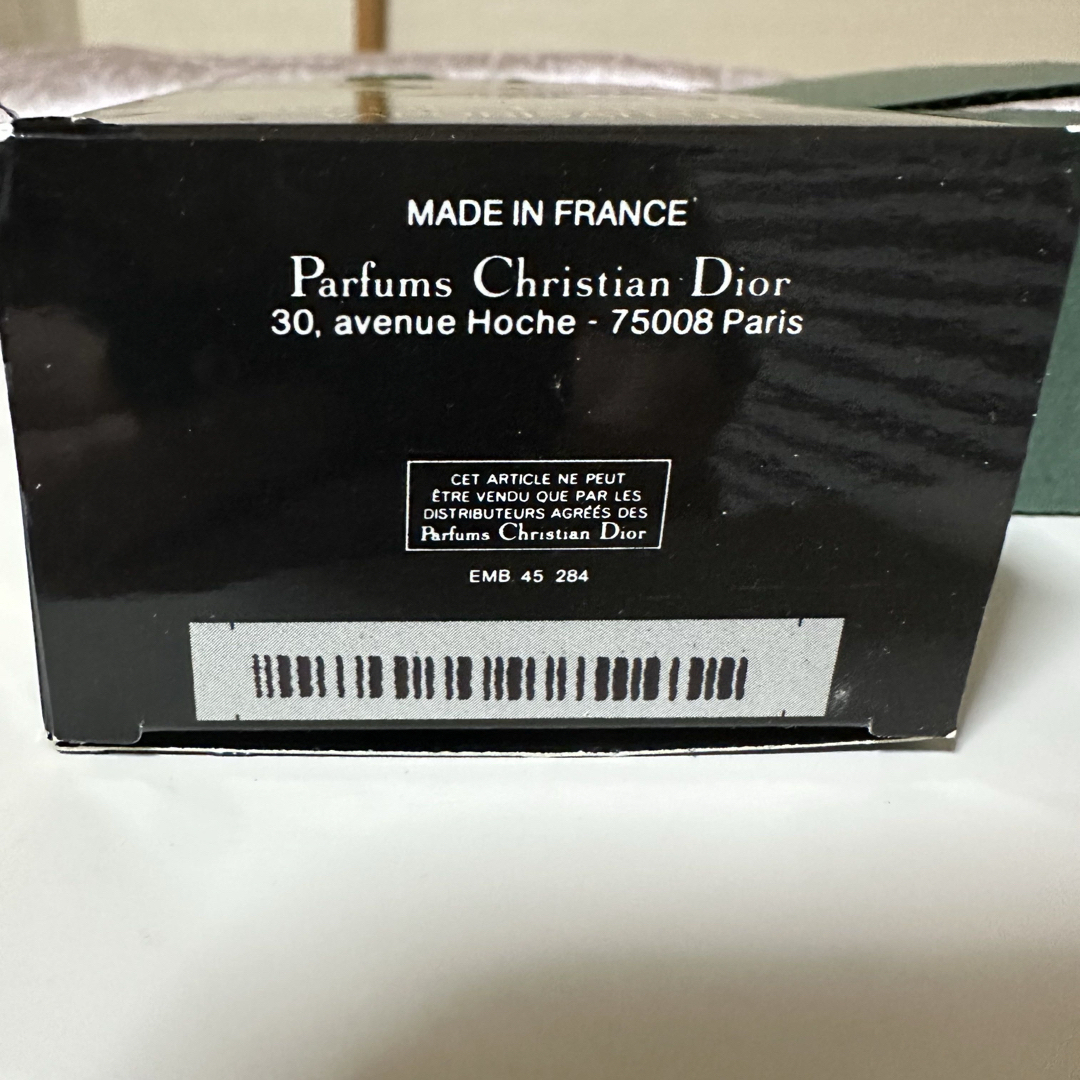 MADE IN FRANCE
Parfums Christian Dior
30, avenue Hoche - 75008 Paris
CET ARTICLE NE PEUT
ÊTRE VENDU QUE PAR LES
DISTRIBUTEURS AGRÉÉS DES
Parfums Christian Dior
EMB 45 284